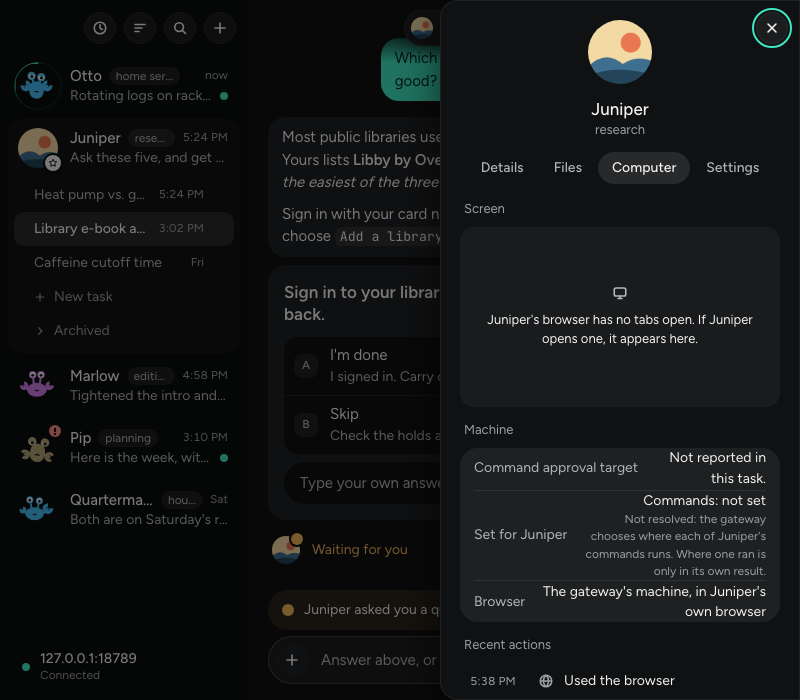 Otto home ser... now
Rotating logs on rack...
Juniper rese... 5:24 PM
Ask these five, and get ...
Heat pump vs. g... 5:24 PM
Library e-book a... 3:02 PM
Caffeine cutoff time Fri
New task
Archived
Marlow editi... 4:58 PM
Tightened the intro and...
Pip planning 3:10 PM
Here is the week, wit...
Quarterma... hou... Sat
Both are on Saturday's r...
127.0.0.1:18789
Connected
Which
good?
Most public libraries use
Yours lists Libby by Ove
the easiest of the three
Sign in with your card n
choose Add a library
Sign in to your librar
back.
A I'm done
I signed in. Carry o
B Skip
Check the holds a
Type your own answe
Waiting for you
Juniper asked you a q
Answer above, or
Juniper
research
Details Files Computer Settings
Screen
Juniper's browser has no tabs open. If Juniper
opens one, it appears here.
Machine
Command approval target Not reported in
this task.
Set for Juniper Commands: not set
Not resolved: the gateway
chooses where each of Juniper's
commands runs. Where one ran is
only in its own result.
Browser The gateway's machine, in Juniper's
own browser
Recent actions
5:38 PM Used the browser